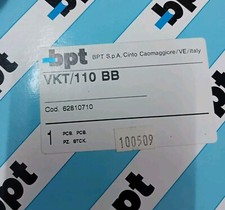 bpt
BPT S.p.A. Cinto Caomaggiore/VE/Italy
VKT/110 BB
Cod. 62810710
1 PCS. PCS.
PZ. STCK.
100509